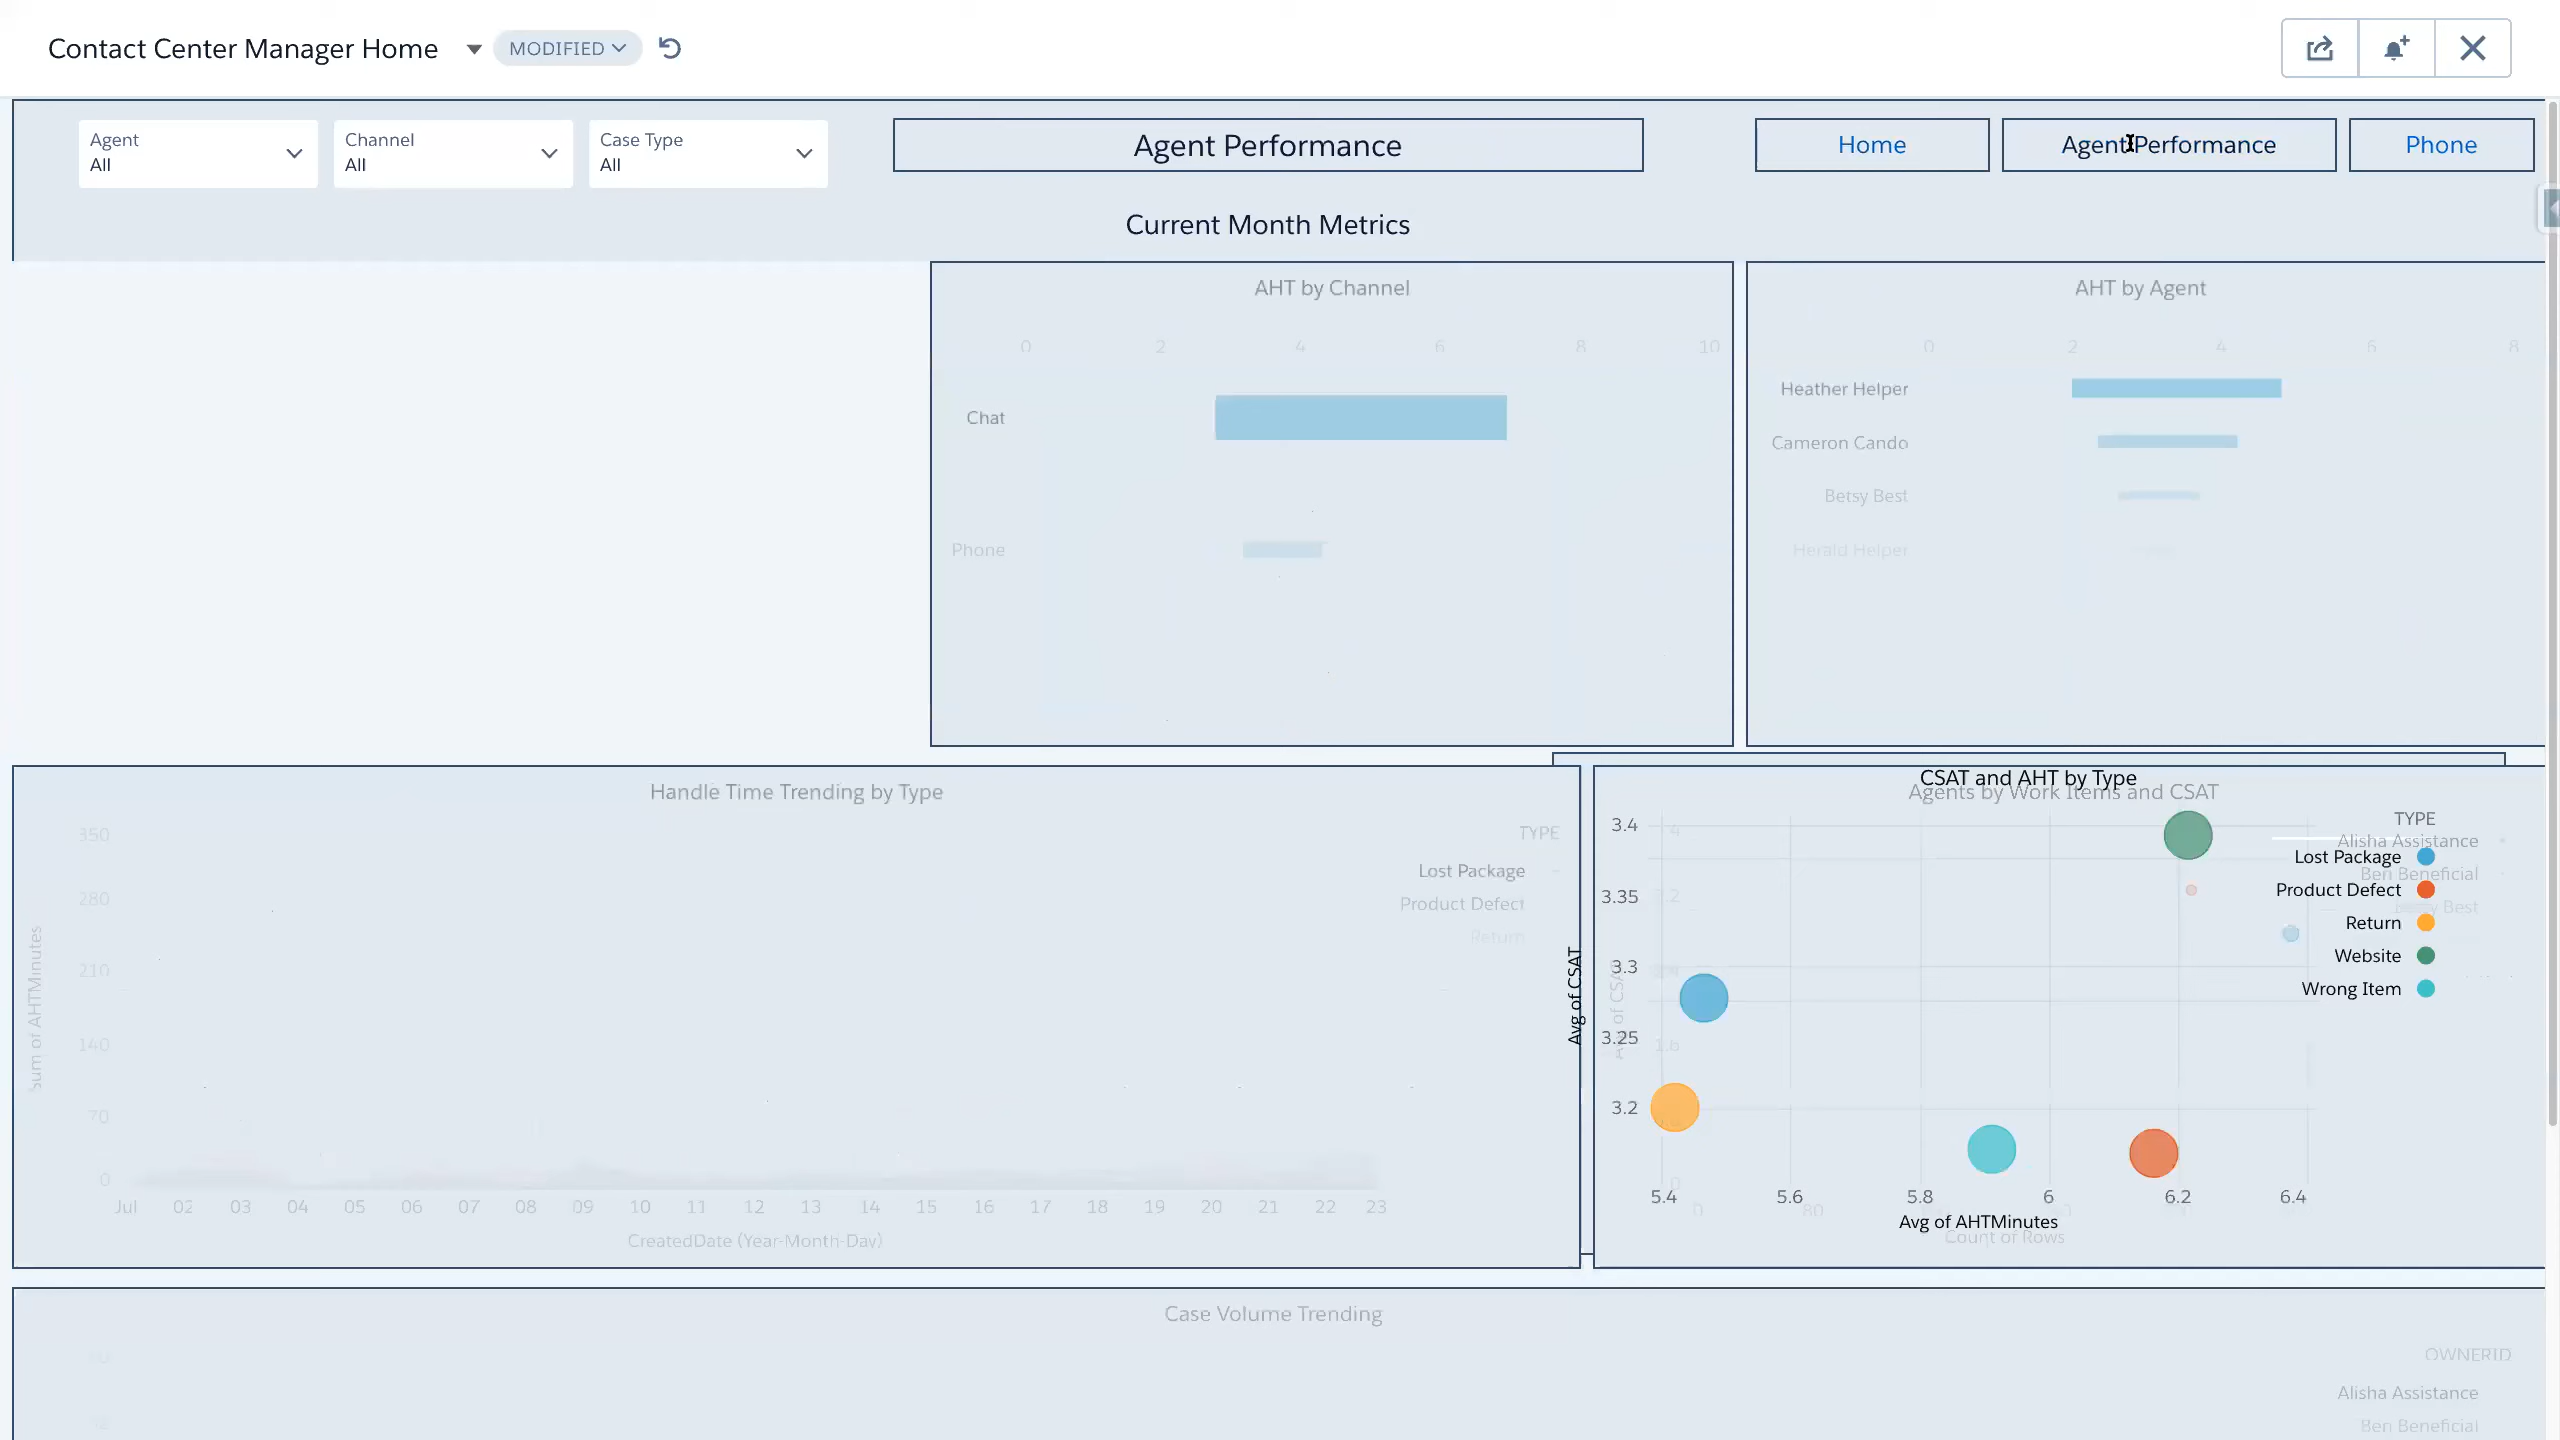 Contact Center Manager Home
MODIFIED
Agent
All
Channel
All
Case Type
All
Agent Performance
Home
Agent Performance
Phone
Current Month Metrics
AHT by Channel
0 2 4 6 8 10
Chat
Phone
AHT by Agent
0 2 4 6 8
Heather Helper
Cameron Cando
Betsy Best
Herald Helper
Handle Time Trending by Type
350
280
210
140
70
0
Sum of AHTMinutes
Jul 02 03 04 05 06 07 08 09 10 11 12 13 14 15 16 17 18 19 20 21 22 23
CreatedDate (Year-Month-Day)
TYPE
Lost Package
Product Defect
Return
CSAT and AHT by Type
Agents by Work Items and CSAT
3.4
3.35
3.3
3.25
3.2
Avg of CSAT
5.4 5.6 5.8 6 6.2 6.4
Avg of AHTMinutes
Count of Rows
TYPE
Alisha Assistance
Lost Package
Ben Beneficial
Product Defect
Best
Return
Website
Wrong Item
Case Volume Trending
OWNERID
Alisha Assistance
Ben Beneficial